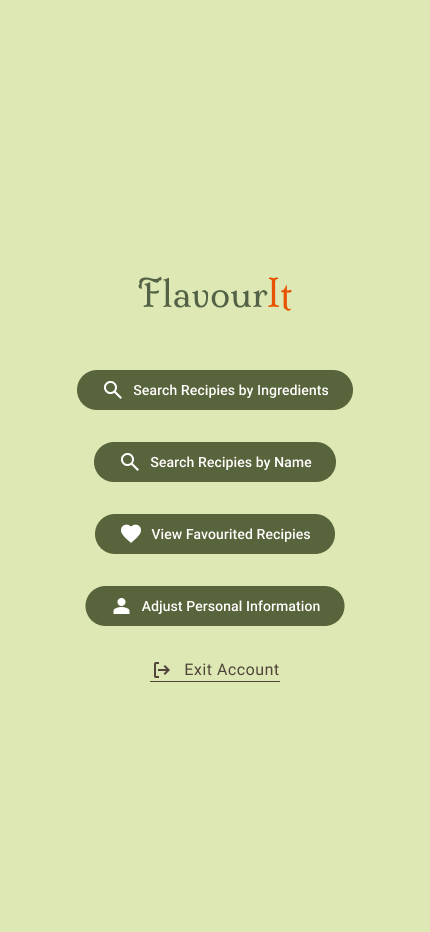 FlavourIt
Search Recipies by Ingredients
Search Recipies by Name
View Favourited Recipies
Adjust Personal Information
Exit Account